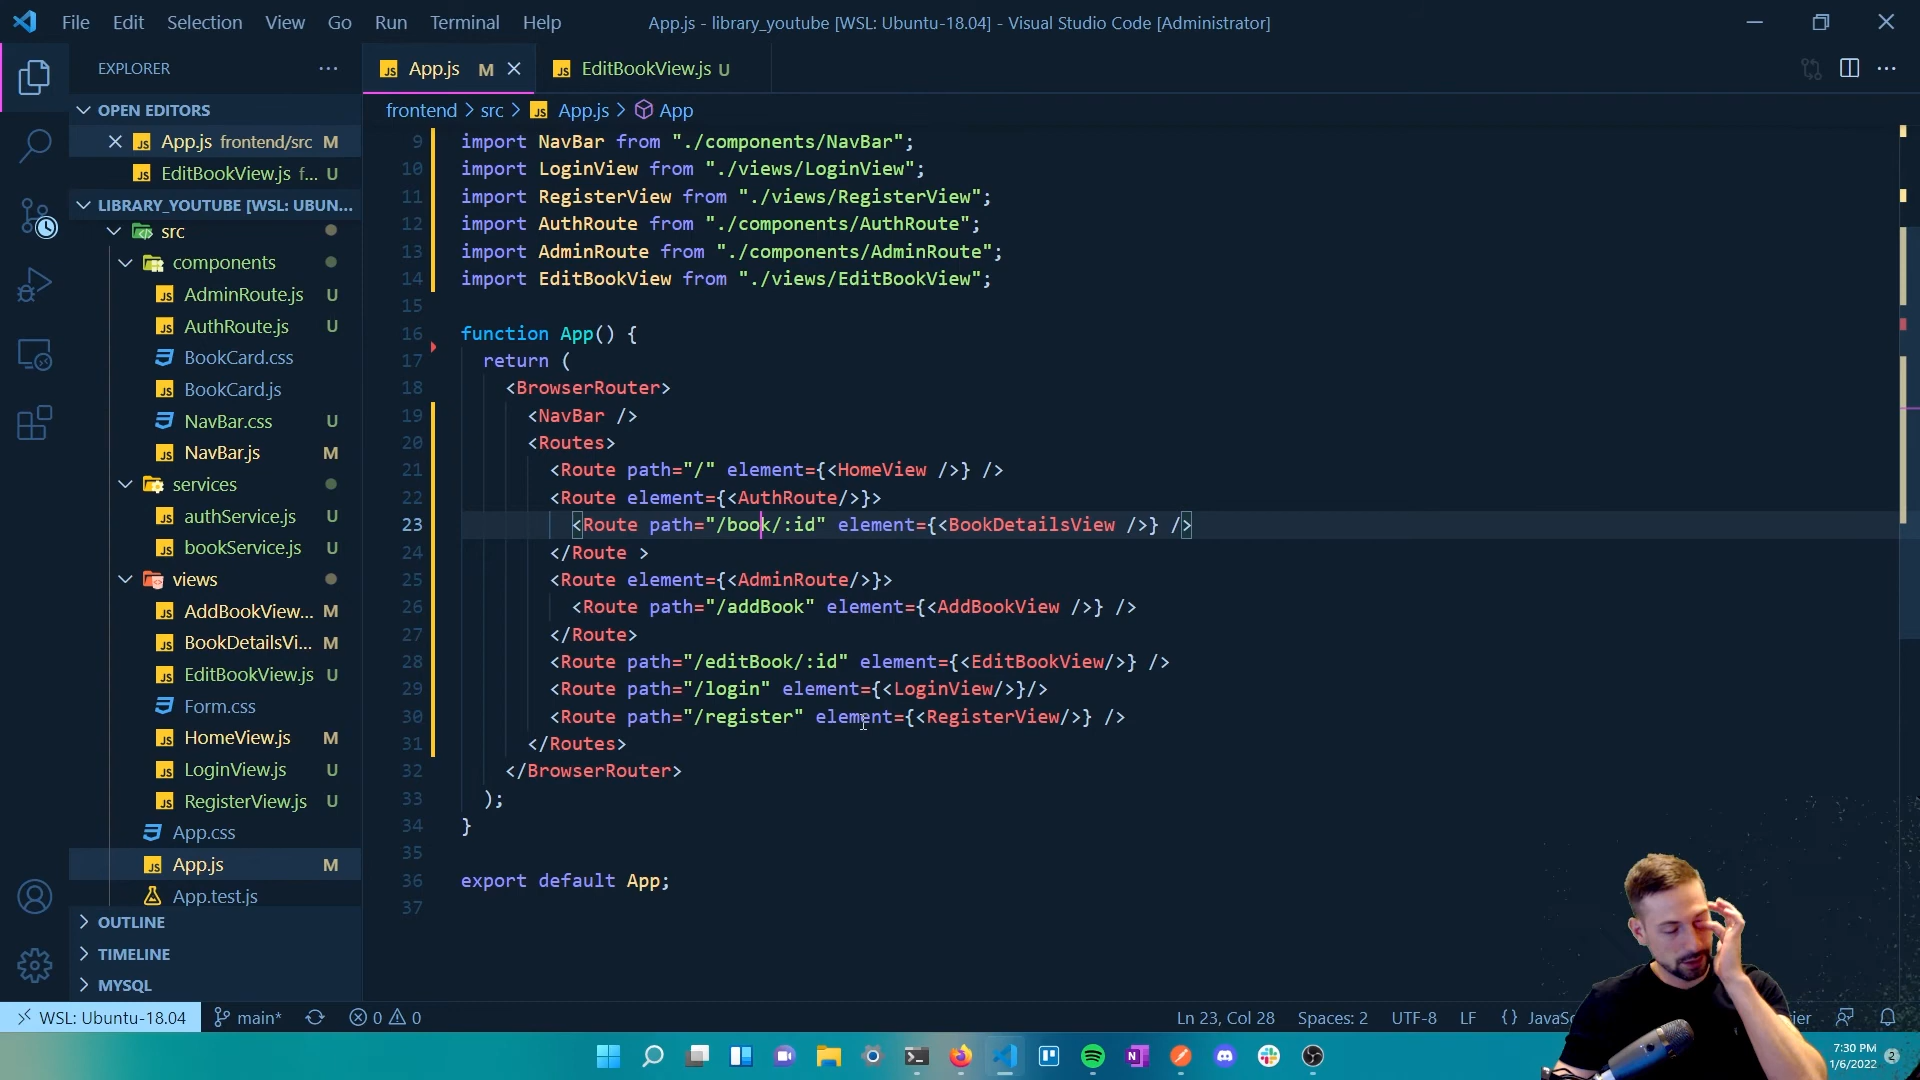 File Edit Selection View Go Run Terminal Help
App.js - library_youtube [WSL: Ubuntu-18.04] - Visual Studio Code [Administrator]
EXPLORER
OPEN EDITORS
App.js frontend/src M
EditBookView.js f... U
LIBRARY_YOUTUBE [WSL: UBUN...
src
components
AdminRoute.js U
AuthRoute.js U
BookCard.css
BookCard.js
NavBar.css U
NavBar.js M
services
authService.js U
bookService.js U
views
AddBookView... M
BookDetailsVi... M
EditBookView.js U
Form.css
HomeView.js M
LoginView.js U
RegisterView.js U
App.css
App.js M
App.test.js
OUTLINE
TIMELINE
MYSQL
App.js M
EditBookView.js U
frontend > src > App.js > App
9 import NavBar from "./components/NavBar";
10 import LoginView from "./views/LoginView";
11 import RegisterView from "./views/RegisterView";
12 import AuthRoute from "./components/AuthRoute";
13 import AdminRoute from "./components/AdminRoute";
14 import EditBookView from "./views/EditBookView";
15
16 function App() {
17 return (
18 <BrowserRouter>
19 <NavBar />
20 <Routes>
21 <Route path="/" element={<HomeView />} />
22 <Route element={<AuthRoute/>}>
23 <Route path="/book/:id" element={<BookDetailsView />} />
24 </Route >
25 <Route element={<AdminRoute/>}>
26 <Route path="/addBook" element={<AddBookView />} />
27 </Route>
28 <Route path="/editBook/:id" element={<EditBookView/>} />
29 <Route path="/login" element={<LoginView/>}/>
30 <Route path="/register" element={<RegisterView/>} />
31 </Routes>
32 </BrowserRouter>
33 );
34 }
35
36 export default App;
37
WSL: Ubuntu-18.04 main* 0 0 Ln 23, Col 28 Spaces: 2 UTF-8 LF {}
7:30 PM
1/6/2022 2